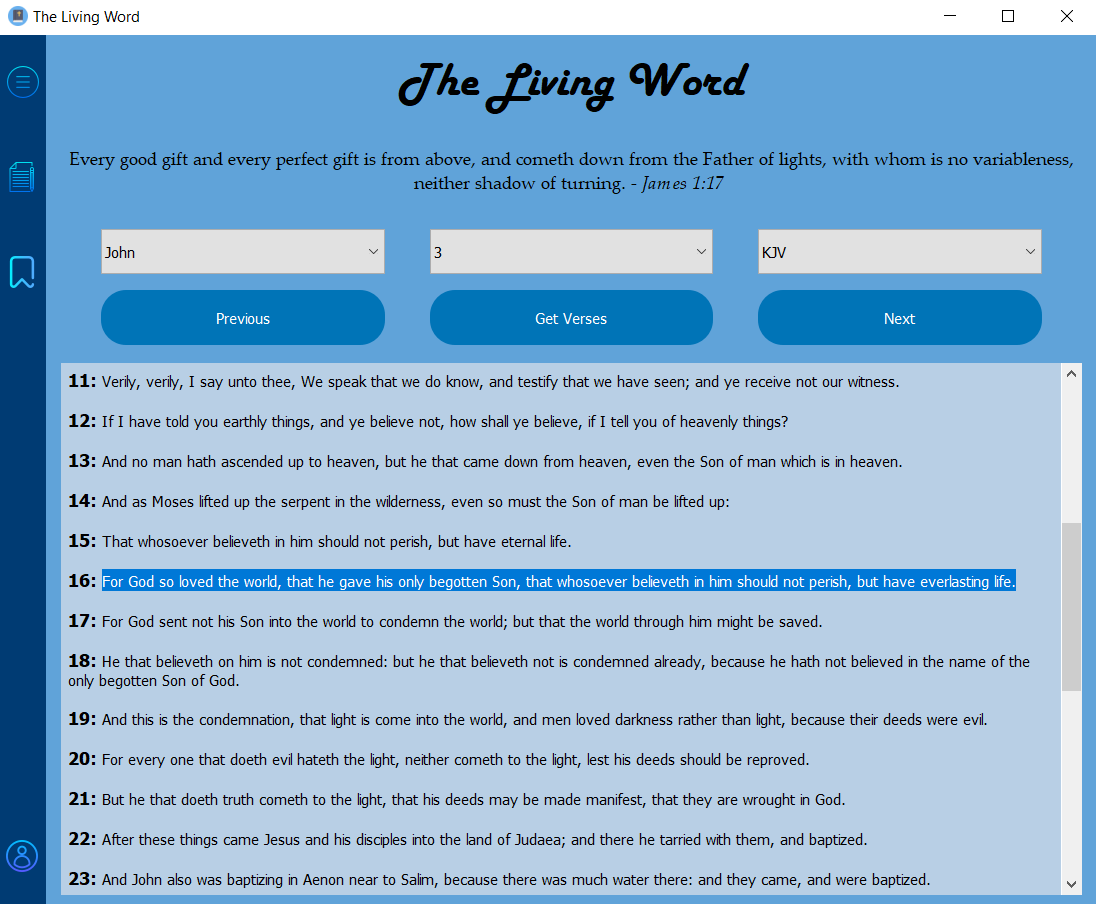 The Living Word
The Living Word
Every good gift and every perfect gift is from above, and cometh down from the Father of lights, with whom is no variableness,
neither shadow of turning. - James 1:17
John
3
KJV
Previous
Get Verses
Next
11: Verily, verily, I say unto thee, We speak that we do know, and testify that we have seen; and ye receive not our witness.
12: If I have told you earthly things, and ye believe not, how shall ye believe, if I tell you of heavenly things?
13: And no man hath ascended up to heaven, but he that came down from heaven, even the Son of man which is in heaven.
14: And as Moses lifted up the serpent in the wilderness, even so must the Son of man be lifted up:
15: That whosoever believeth in him should not perish, but have eternal life.
16: For God so loved the world, that he gave his only begotten Son, that whosoever believeth in him should not perish, but have everlasting life.
17: For God sent not his Son into the world to condemn the world; but that the world through him might be saved.
18: He that believeth on him is not condemned: but he that believeth not is condemned already, because he hath not believed in the name of the
only begotten Son of God.
19: And this is the condemnation, that light is come into the world, and men loved darkness rather than light, because their deeds were evil.
20: For every one that doeth evil hateth the light, neither cometh to the light, lest his deeds should be reproved.
21: But he that doeth truth cometh to the light, that his deeds may be made manifest, that they are wrought in God.
22: After these things came Jesus and his disciples into the land of Judaea; and there he tarried with them, and baptized.
23: And John also was baptizing in Aenon near to Salim, because there was much water there: and they came, and were baptized.